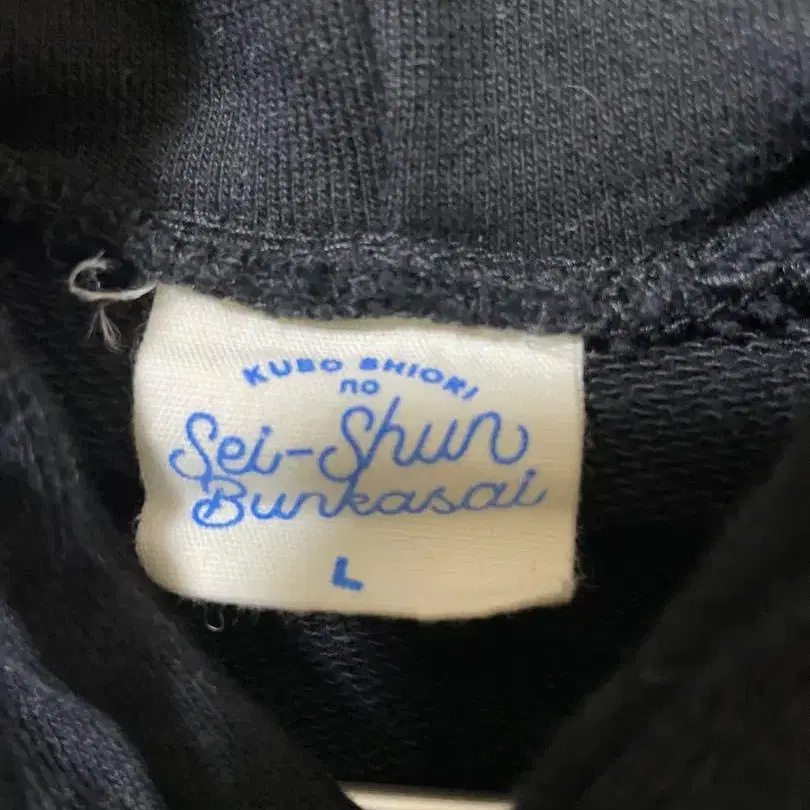 KUBO SHIORI
no
Sei-Shun
Bunkasai
L